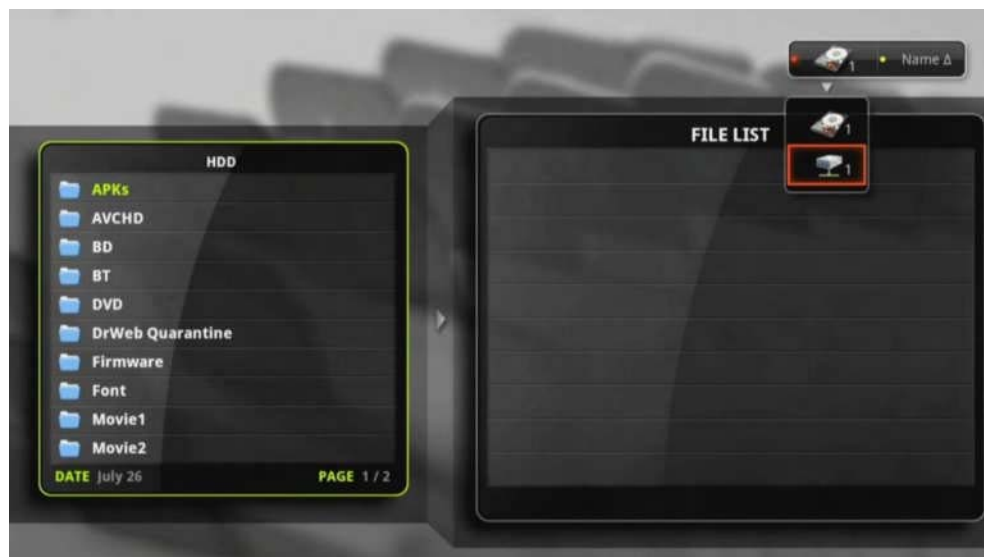 1 Name Δ
1
1
FILE LIST
HDD
APKs
AVCHD
BD
BT
DVD
DrWeb Quarantine
Firmware
Font
Movie1
Movie2
DATE July 26 PAGE 1 / 2